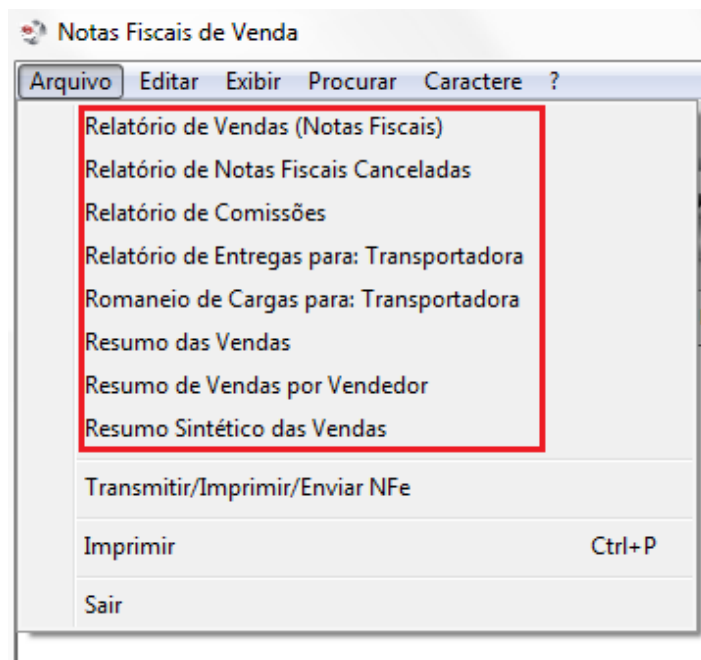 Notas Fiscais de Venda
Arquivo Editar Exibir Procurar Caractere ?
Relatório de Vendas (Notas Fiscais)
Relatório de Notas Fiscais Canceladas
Relatório de Comissões
Relatório de Entregas para: Transportadora
Romaneio de Cargas para: Transportadora
Resumo das Vendas
Resumo de Vendas por Vendedor
Resumo Sintético das Vendas
Transmitir/Imprimir/Enviar NFe
Imprimir Ctrl+P
Sair